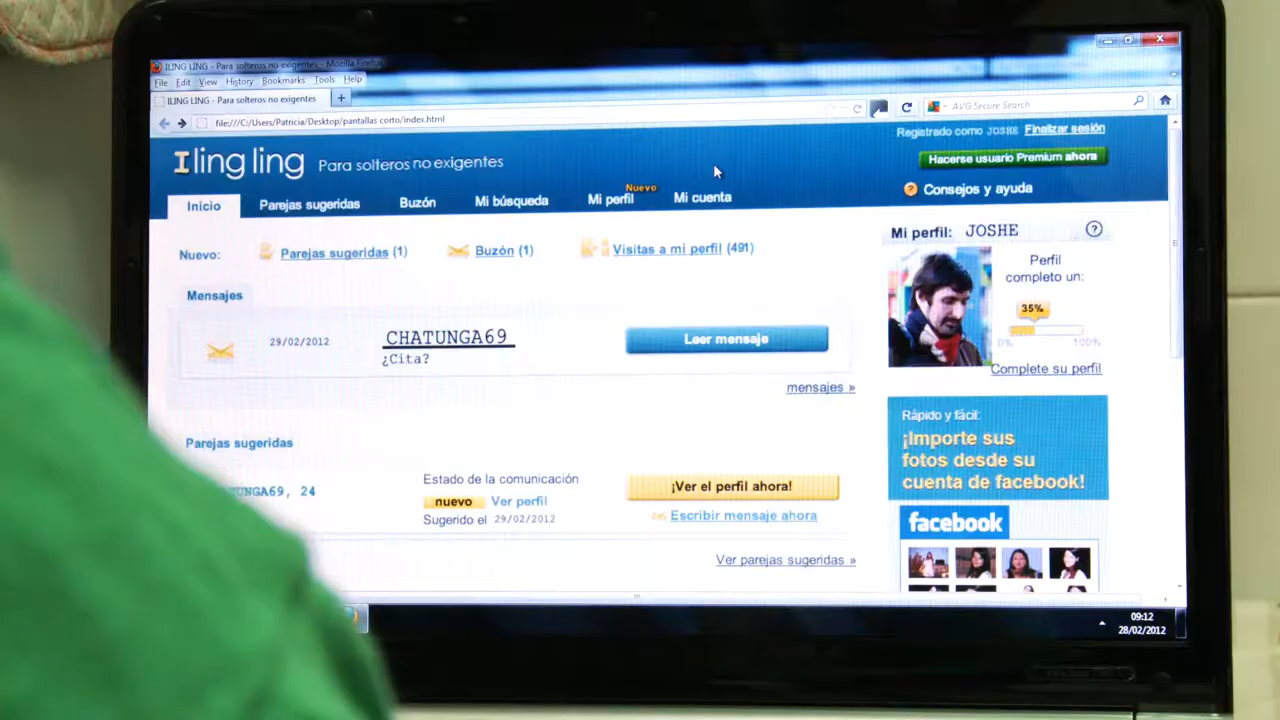 ILING LING - Para solteros no exigentes - Mozilla Firefox
File Edit View History Bookmarks Tools Help
ILING LING - Para solteros no exigentes +
file:///C:/Users/Patricia/Desktop/pantallas corto/index.html
AVG Secure Search
Registrado como JOSHE Finalizar sesión
Iling ling Para solteros no exigentes
Hacerse usuario Premium ahora
? Consejos y ayuda
Nuevo
Inicio Parejas sugeridas Buzón Mi búsqueda Mi perfil Mi cuenta
Nuevo: Parejas sugeridas (1) Buzón (1) Visitas a mi perfil (491)
Mensajes
29/02/2012 CHATUNGA69 Leer mensaje
¿Cita?
mensajes »
Parejas sugeridas
TUNGA69, 24
Estado de la comunicación
nuevo Ver perfil
Sugerido el 29/02/2012
¡Ver el perfil ahora!
Escribir mensaje ahora
Ver parejas sugeridas »
Mi perfil: JOSHE ?
Perfil
completo un:
35%
0% 100%
Complete su perfil
Rápido y fácil:
¡Importe sus
fotos desde su
cuenta de facebook!
facebook
09:12
28/02/2012